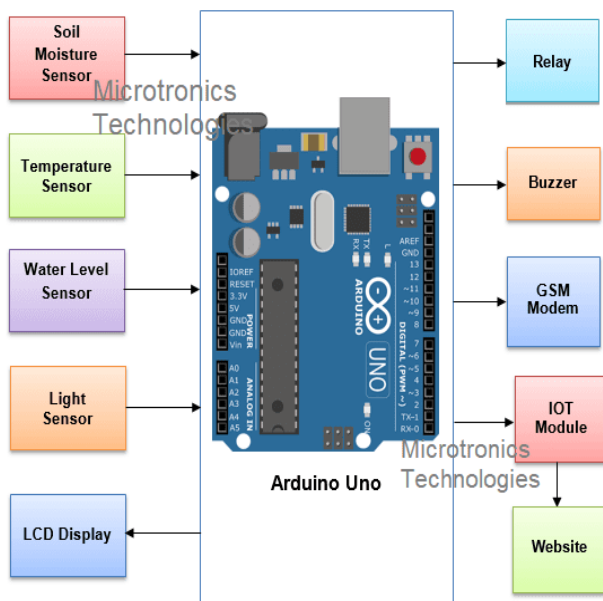 Soil
Moisture
Sensor
Microtronics
Technologies
Temperature
Sensor
Water Level
Sensor
Light
Sensor
LCD Display
Relay
Buzzer
GSM
Modem
IOT
Module
Website
IOREF
RESET
3.3V
5V
GND
GND
Vin
POWER
A0
A1
A2
A3
A4
A5
ANALOG IN
RX
TX
L
ARDUINO
UNO
ON
AREF
GND
13
12
~11
~10
~9
8
7
~6
~5
4
~3
2
TX-1
RX-0
DIGITAL (PWM~)
Arduino Uno
Microtronics
Technologies